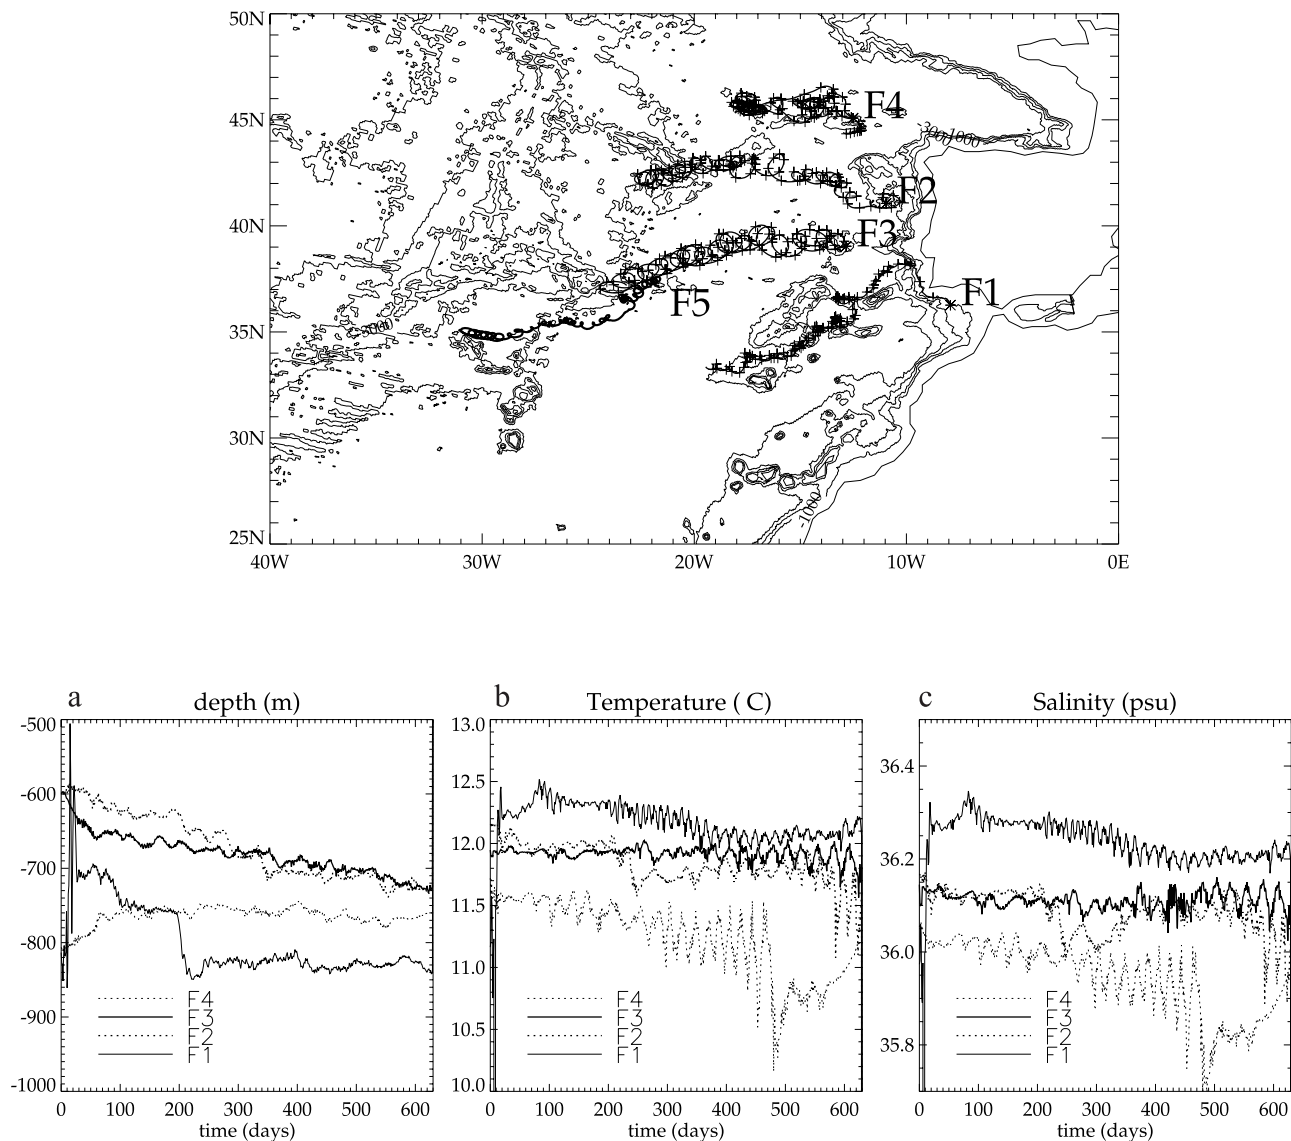 50N
F4
45N
-1000
F2
40N
F3
F1
F5
35N
30N
-1000
25N
40W 30W 20W 10W 0E
a depth (m)
-500
-600
-700
-800
-900
-1000
F4
F3
F2
F1
0 100 200 300 400 500 600
time (days)
b Temperature ( C)
13.0
12.5
12.0
11.5
11.0
10.5
10.0
F4
F3
F2
F1
0 100 200 300 400 500 600
time (days)
c Salinity (psu)
36.4
36.2
36.0
35.8
F4
F3
F2
F1
0 100 200 300 400 500 600
time (days)